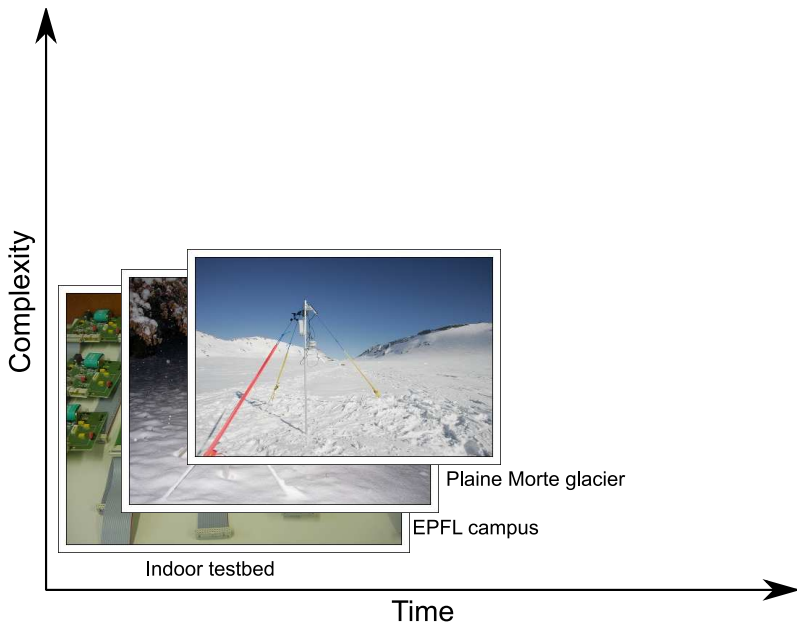 Complexity
Plaine Morte glacier
EPFL campus
Indoor testbed
Time